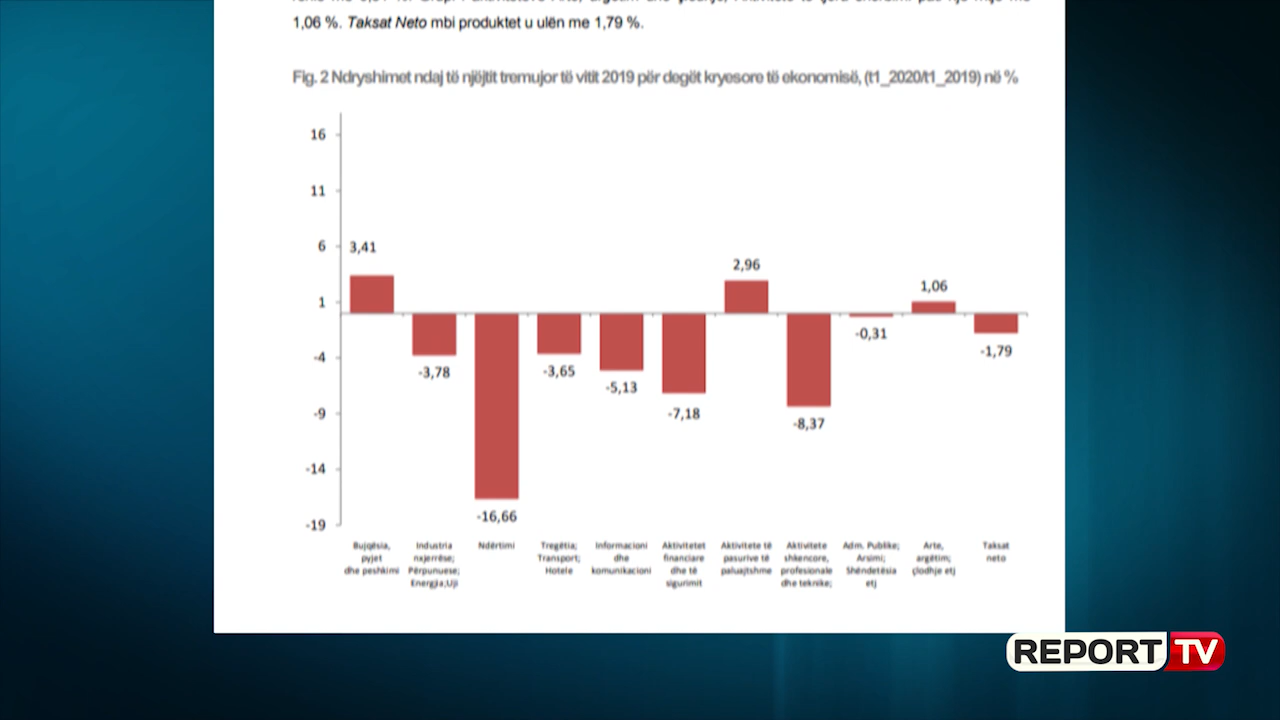 1,06 %. Taksat Neto mbi produktet u ulën me 1,79 %.
Fig. 2 Ndryshimet ndaj të njëjtit tremujor të vitit 2019 për degët kryesore të ekonomisë, (t1_2020/t1_2019) në %
16
11
6
1
-4
-9
-14
-19
3,41
-3,78
-16,66
-3,65
-5,13
-7,18
2,96
-8,37
-0,31
1,06
-1,79
Bujqësia,
pyjet
dhe peshkimi
Industria
nxjerrëse;
Përpunuese;
Energjia;Uji
Ndërtimi
Tregëtia;
Transport;
Hotele
Informacioni
dhe
komunikacioni
Aktivitetet
financiare
dhe të
sigurimit
Aktivitete të
pasurive të
paluajtshme
Aktivitete
shkencore,
profesionale
dhe teknike;
Adm. Publike;
Arsimi;
Shëndetësia
etj
Arte,
argëtim;
çlodhje etj
Taksat
neto
REPORT TV